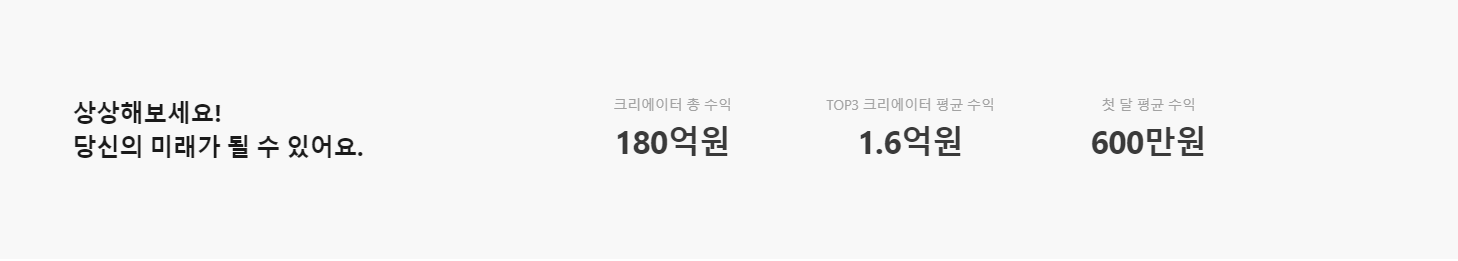 상상해보세요!
당신의 미래가 될 수 있어요.
크리에이터 총 수익
180억원
TOP3 크리에이터 평균 수익
1.6억원
첫 달 평균 수익
600만원